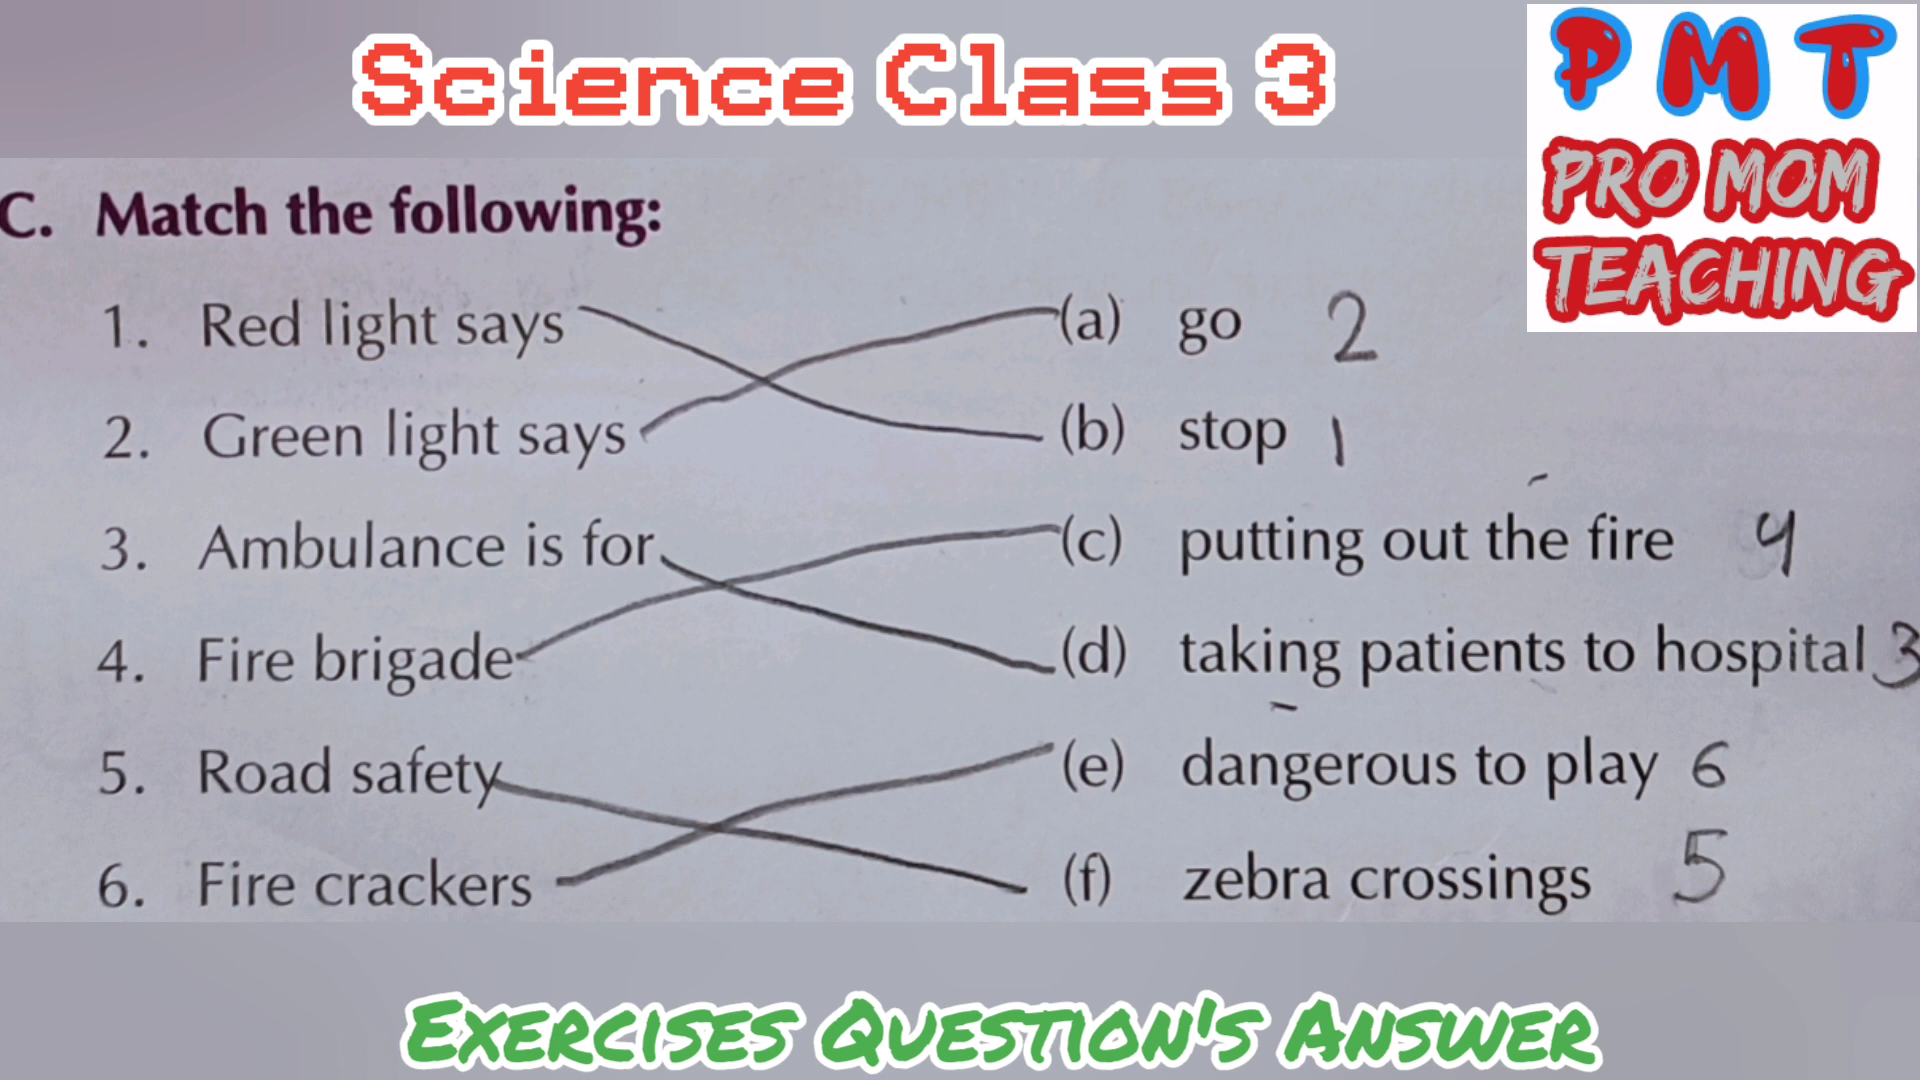 Science Class 3
PMT
PRO MOM
TEACHING
C. Match the following:
1. Red light says (a) go 2
2. Green light says (b) stop 1
3. Ambulance is for (c) putting out the fire 4
4. Fire brigade (d) taking patients to hospital 3
5. Road safety (e) dangerous to play 6
6. Fire crackers (f) zebra crossings 5
Exercises Question's Answer